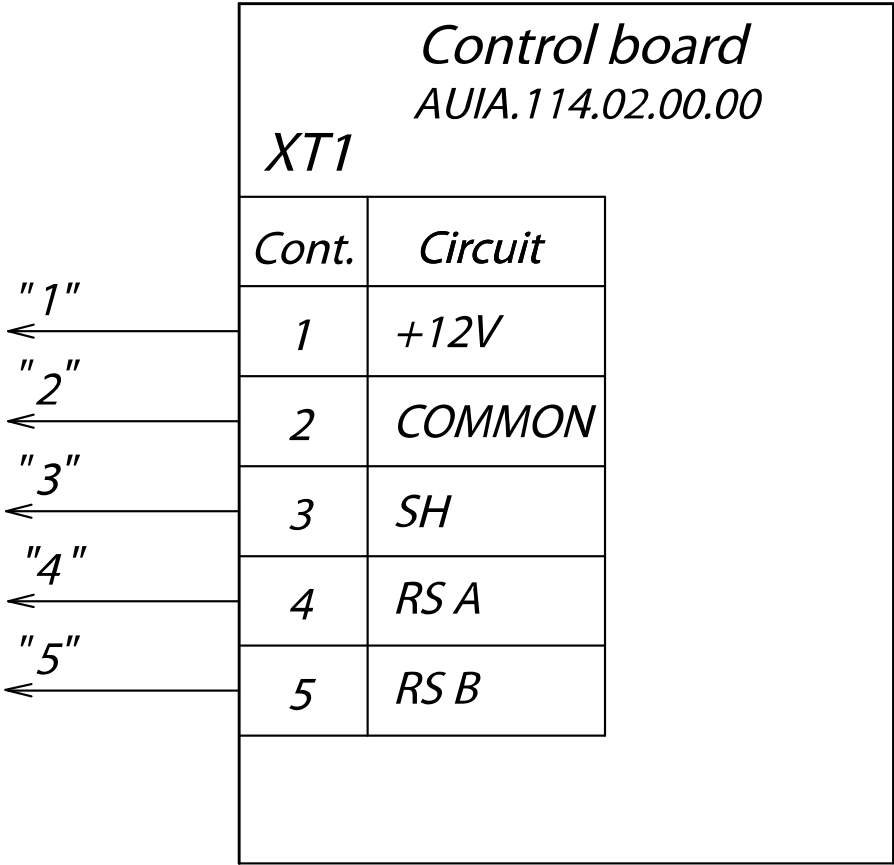 Control board
AUIA.114.02.00.00
XT1
Cont. Circuit
"1"
1 +12V
"2"
2 COMMON
"3"
3 SH
"4"
4 RS A
"5"
5 RS B